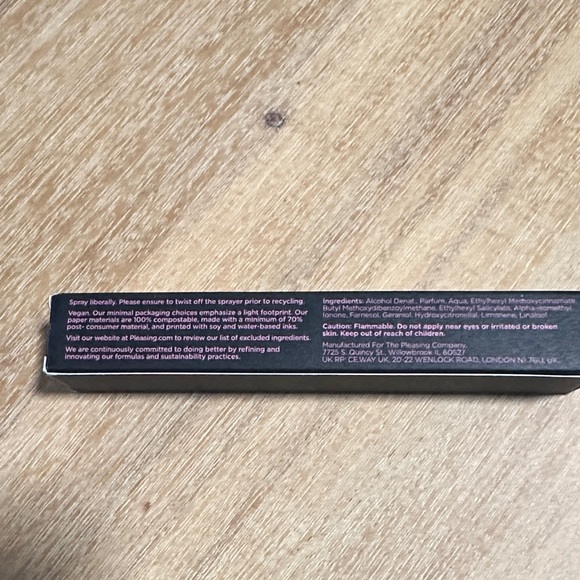 Spray liberally. Please ensure to twist off the sprayer prior to recycling.
Vegan. Our minimal packaging choices emphasize a light footprint. Our
paper materials are 100% compostable, made with a minimum of 70%
post- consumer material, and printed with soy and water-based inks.
Visit our website at Pleasing.com to review our list of excluded ingredients.
We are continuously committed to doing better by refining and
innovating our formulas and sustainability practices.
Ingredients: Alcohol Denat., Parfum, Aqua, Ethylhexyl Methoxycinnamate,
Butyl Methoxydibenzoylmethane, Ethylhexyl Salicylate, Alpha-Isomethyl
Ionone, Farnesol, Geraniol, Hydroxycitronellal, Limonene, Linalool
Caution: Flammable. Do not apply near eyes or irritated or broken
skin. Keep out of reach of children.
Manufactured For The Pleasing Company.
7725 S. Quincy St., Willowbrook IL 60527
UK RP: CE.WAY UK, 20-22 WENLOCK ROAD, LONDON N1 7GU, UK.